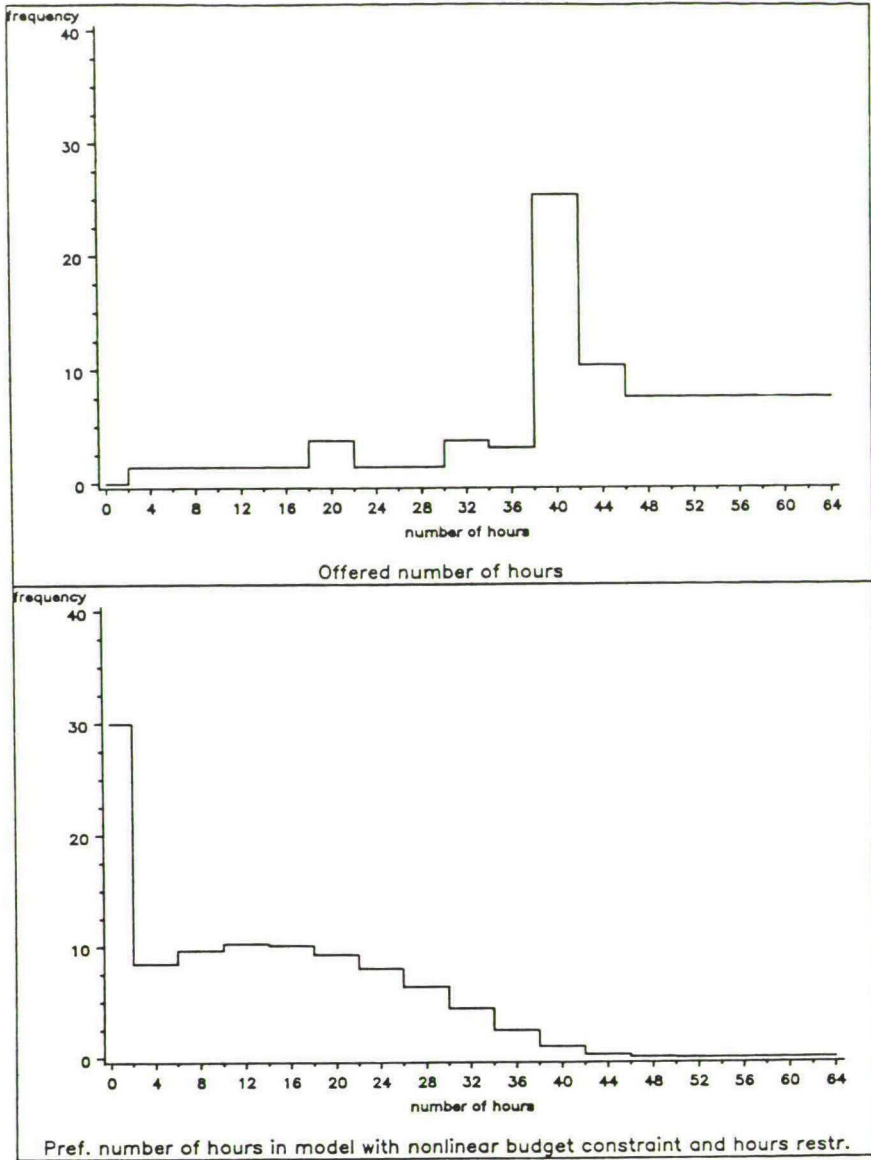 frequency
40
30
20
10
0
0 4 8 12 16 20 24 28 32 36 40 44 48 52 56 60 64
number of hours
Offered number of hours
frequency
40
30
20
10
0
0 4 8 12 16 20 24 28 32 36 40 44 48 52 56 60 64
number of hours
Pref. number of hours in model with nonlinear budget constraint and hours restr.